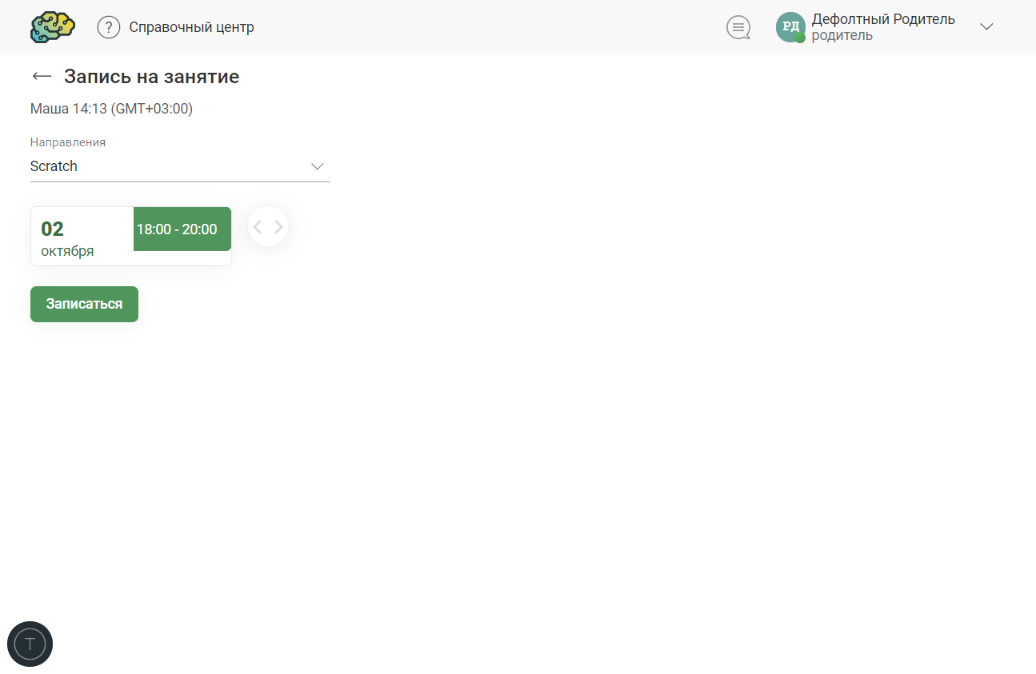 ? Справочный центр
РД Дефолтный Родитель
родитель
Запись на занятие
Маша 14:13 (GMT+03:00)
Направления
Scratch
02 18:00 - 20:00
октября
Записаться
T